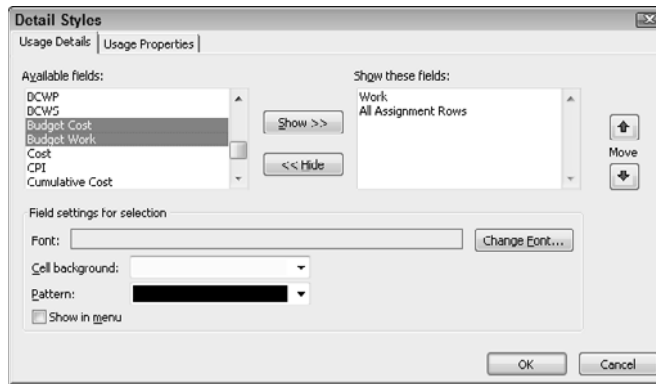 Detail Styles
Usage Details
Usage Properties
Available fields:
BCWP
BCWS
Budget Cost
Budget Work
Cost
CPI
Cumulative Cost
Show >>
<< Hide
Show these fields:
Work
All Assignment Rows
Move
Field settings for selection
Font:
Change Font...
Cell background:
Pattern:
Show in menu
OK
Cancel